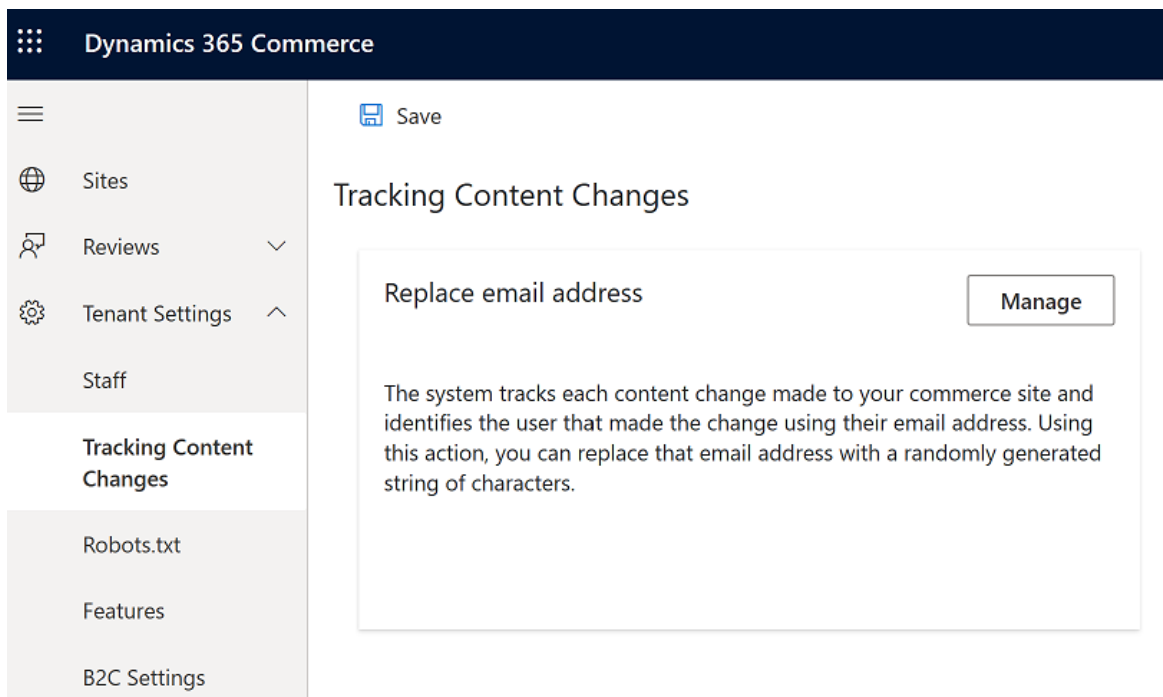 Dynamics 365 Commerce
Save
Sites
Tracking Content Changes
Reviews
Replace email address
Manage
Tenant Settings
Staff
The system tracks each content change made to your commerce site and
identifies the user that made the change using their email address. Using
this action, you can replace that email address with a randomly generated
string of characters.
Tracking Content
Changes
Robots.txt
Features
B2C Settings